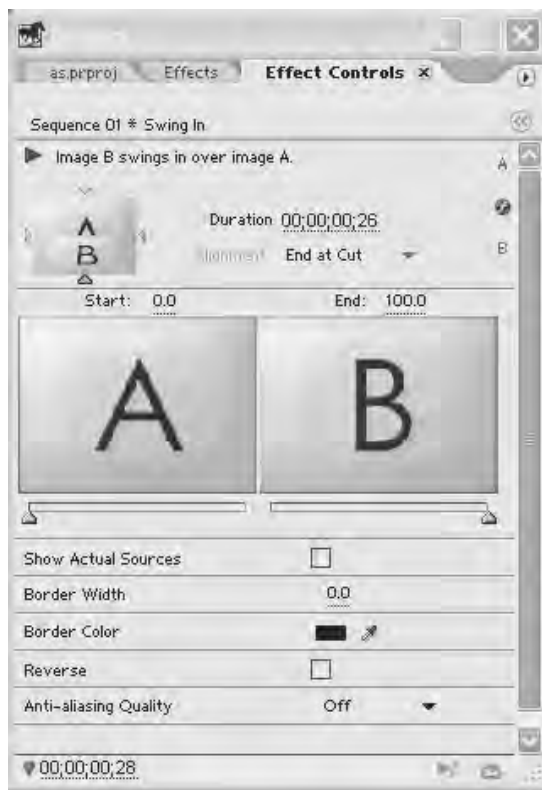 as.prproj Effects Effect Controls ×
Sequence 01 * Swing In
Image B swings in over image A.
A
A
B
Duration 00;00;00;26
Alignment End at Cut
B
Start: 0.0 End: 100.0
A B
Show Actual Sources
Border Width 0.0
Border Color
Reverse
Anti-aliasing Quality Off
00;00;00;28